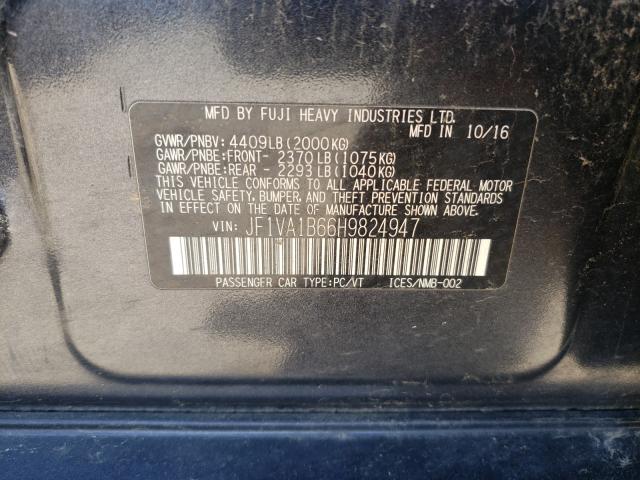 MFD BY FUJI HEAVY INDUSTRIES LTD.
MFD IN 10/16
GVWR/PNBV: 4409LB(2000KG)
GAWR/PNBE:FRONT- 2370LB(1075KG)
GAWR/PNBE:REAR - 2293LB(1040KG)
THIS VEHICLE CONFORMS TO ALL APPLICABLE FEDERAL MOTOR
VEHICLE SAFETY, BUMPER, AND THEFT PREVENTION STANDARDS
IN EFFECT ON THE DATE OF MANUFACTURE SHOWN ABOVE.
VIN: JF1VA1B66H9824947
PASSENGER CAR TYPE:PC/VT ICES/NMB-002